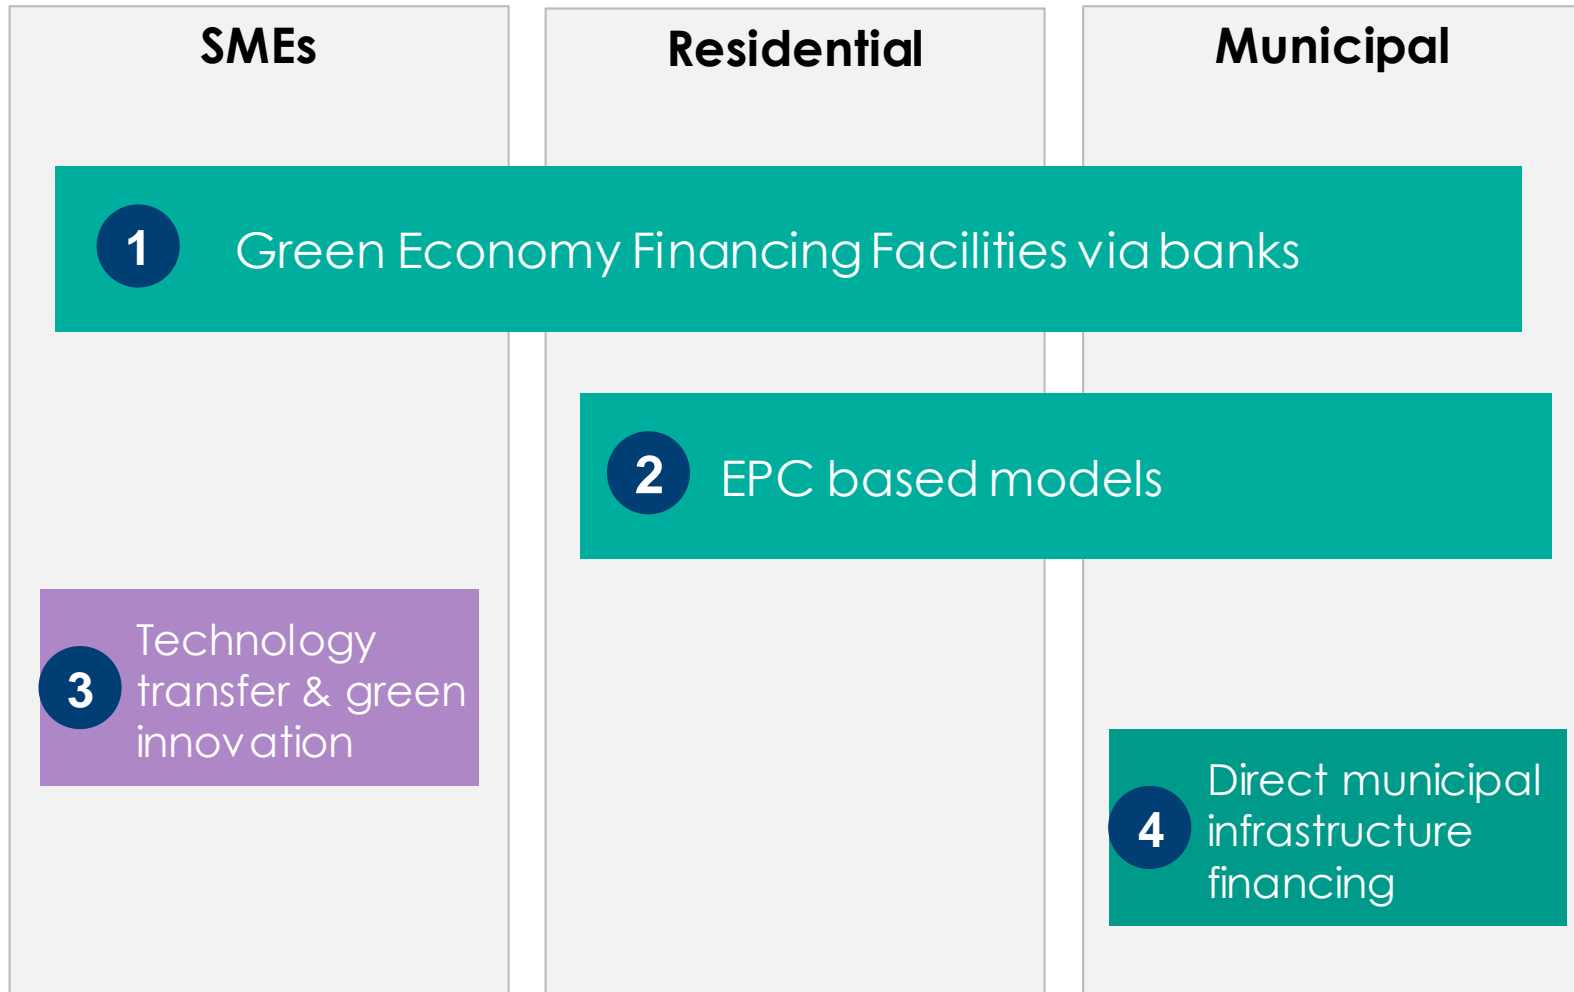 SMEs
Residential
Municipal
1
Green Economy Financing Facilities via banks
2
EPC based models
3
Technology
transfer & green
innovation
4
Direct municipal
infrastructure
financing